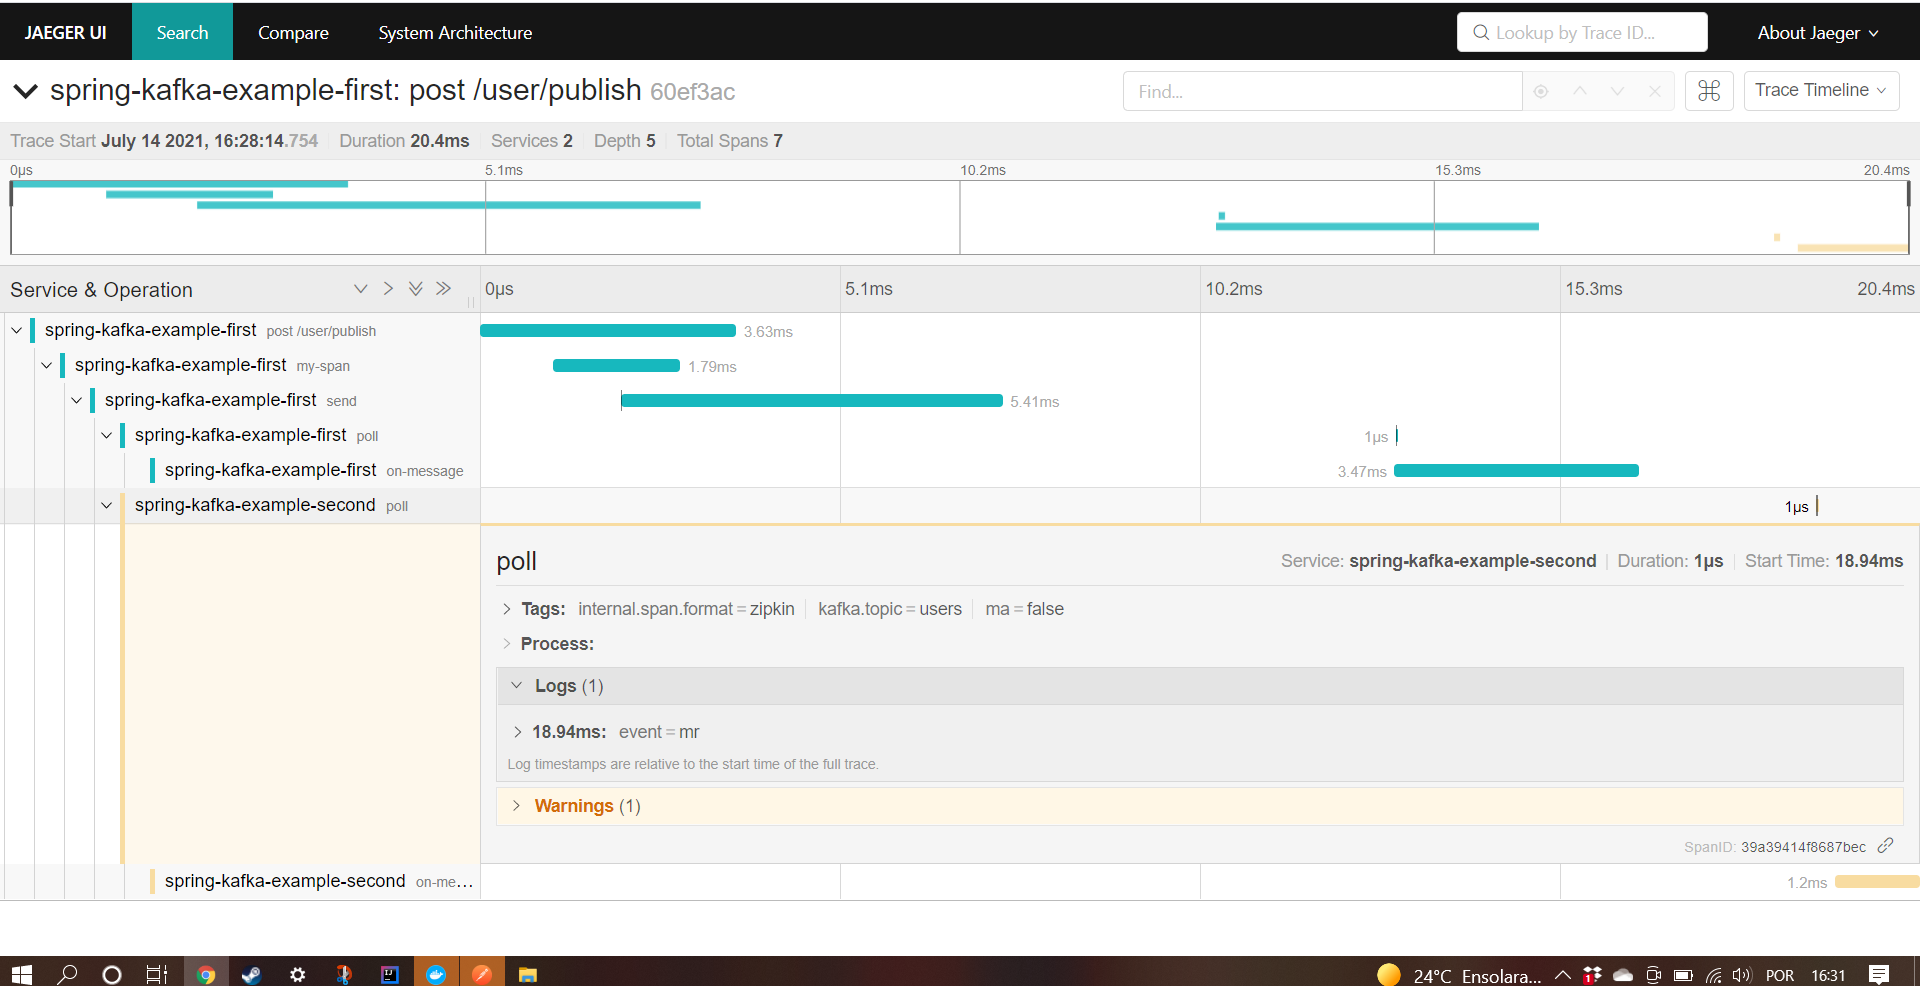 JAEGER UI Search Compare System Architecture Lookup by Trace ID... About Jaeger
spring-kafka-example-first: post /user/publish 60ef3ac Find... Trace Timeline
Trace Start July 14 2021, 16:28:14.754 Duration 20.4ms Services 2 Depth 5 Total Spans 7
0μs 5.1ms 10.2ms 15.3ms 20.4ms
Service & Operation 0μs 5.1ms 10.2ms 15.3ms 20.4ms
spring-kafka-example-first post /user/publish 3.63ms
spring-kafka-example-first my-span 1.79ms
spring-kafka-example-first send 5.41ms
spring-kafka-example-first poll 1μs
spring-kafka-example-first on-message 3.47ms
spring-kafka-example-second poll 1μs
poll Service: spring-kafka-example-second Duration: 1μs Start Time: 18.94ms
Tags: internal.span.format = zipkin kafka.topic = users ma = false
Process:
Logs (1)
18.94ms: event = mr
Log timestamps are relative to the start time of the full trace.
Warnings (1)
SpanID: 39a39414f8687bec
spring-kafka-example-second on-me... 1.2ms
24°C Ensolara... 1 POR 16:31